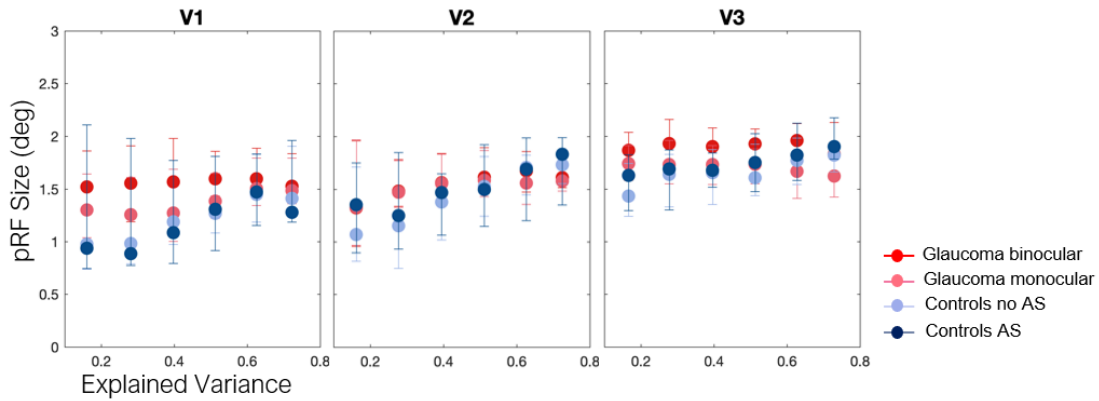 V1 V2 V3
3
2.5
2
1.5
1
0.5
0
pRF Size (deg)
0.2 0.4 0.6 0.8 0.2 0.4 0.6 0.8 0.2 0.4 0.6 0.8
Explained Variance
Glaucoma binocular
Glaucoma monocular
Controls no AS
Controls AS